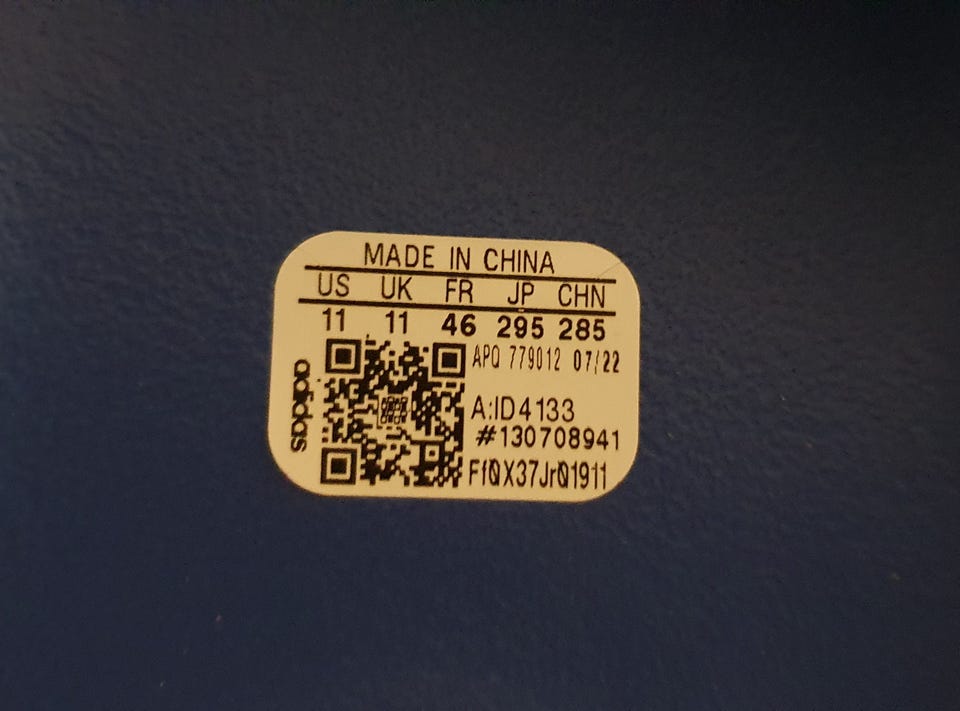 MADE IN CHINA
US UK FR JP CHN
11 11 46 295 285
APQ 779012 07/22
adidas
A:ID4133
#130708941
Ff0X37Jr01911